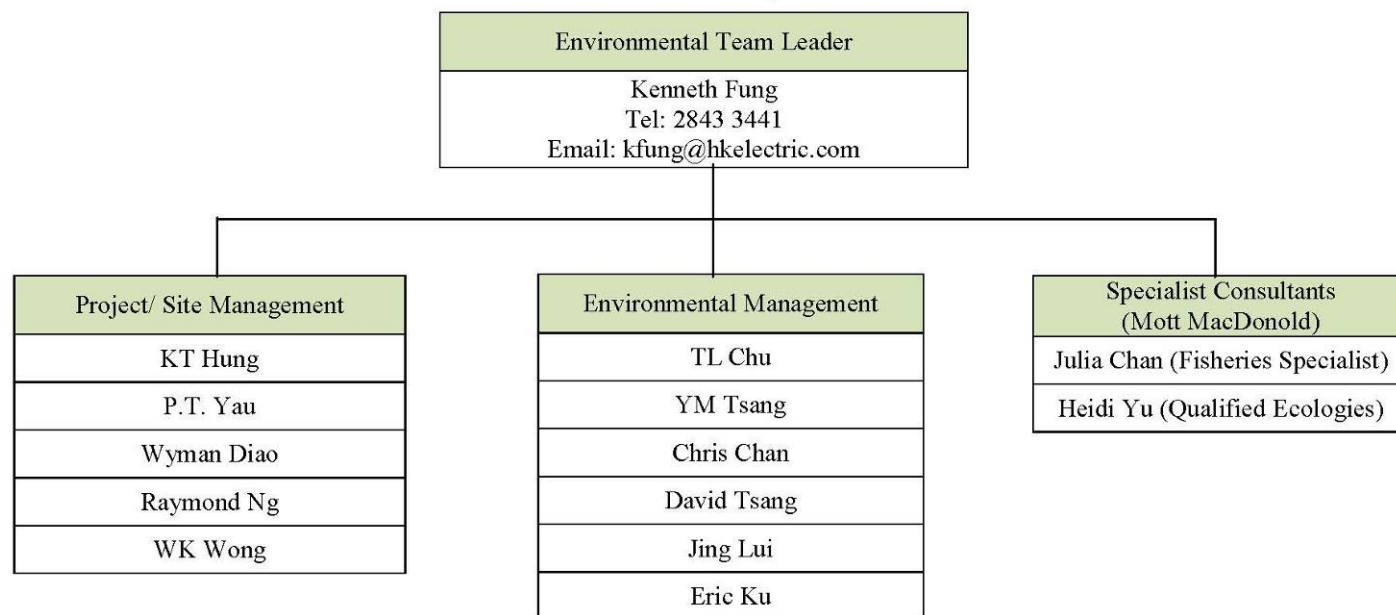 Environmental Team Leader
Kenneth Fung
Tel: 2843 3441
Email: kfung@hkelectric.com
Project/ Site Management
KT Hung
P.T. Yau
Wyman Diao
Raymond Ng
WK Wong
Environmental Management
TL Chu
YM Tsang
Chris Chan
David Tsang
Jing Lui
Eric Ku
Specialist Consultants
(Mott MacDonold)
Julia Chan (Fisheries Specialist)
Heidi Yu (Qualified Ecologies)